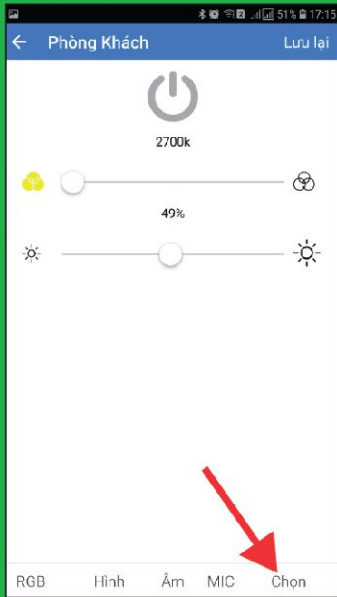 51% 17:15
Phòng Khách Lưu lại
2700k
49%
RGB Hình Âm MIC Chọn